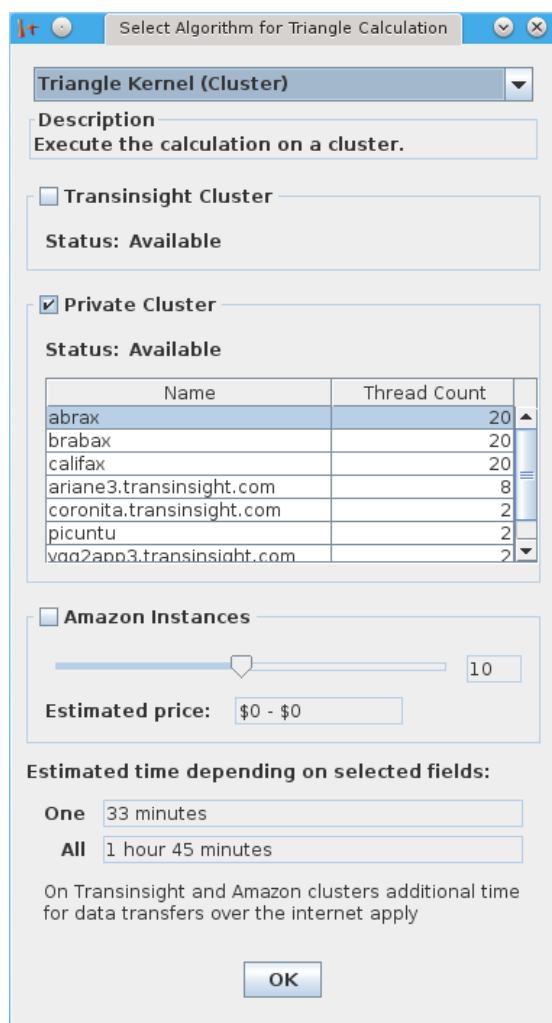 Select Algorithm for Triangle Calculation
Triangle Kernel (Cluster)
Description
Execute the calculation on a cluster.
Transinsight Cluster
Status: Available
Private Cluster
Status: Available
Name Thread Count
abrax 20
brabax 20
califax 20
ariane3.transinsight.com 8
coronita.transinsight.com 2
picuntu 2
vgg2app3.transinsight.com 2
Amazon Instances
10
Estimated price: $0 - $0
Estimated time depending on selected fields:
One 33 minutes
All 1 hour 45 minutes
On Transinsight and Amazon clusters additional time
for data transfers over the internet apply
OK